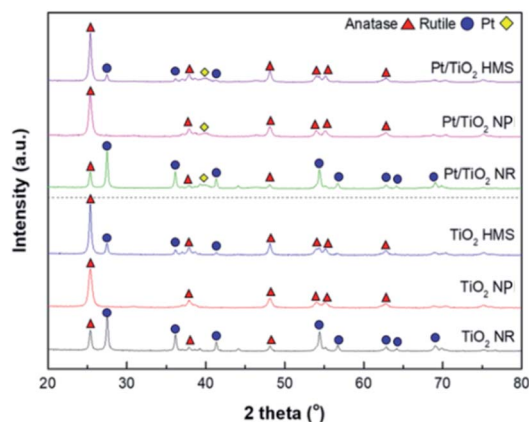 Anatase Rutile Pt
Pt/TiO2 HMS
Pt/TiO2 NP
Pt/TiO2 NR
TiO2 HMS
TiO2 NP
TiO2 NR
Intensity (a.u.)
20 30 40 50 60 70 80
2 theta (°)